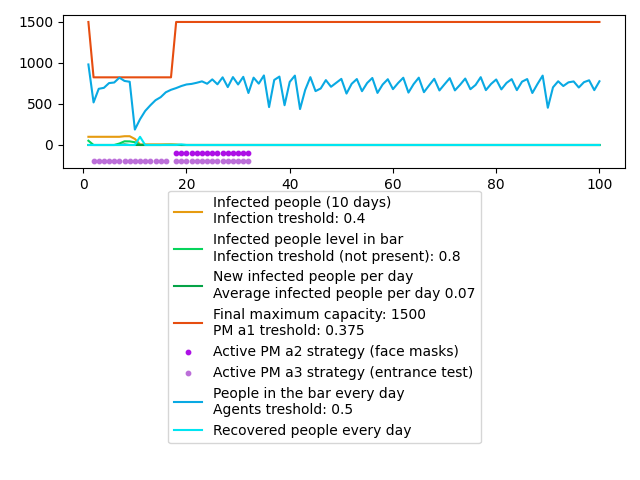 1500
1000
500
0
0
20
40
60
80
100
Infected people (10 days)
Infection treshold: 0.4
Infected people level in bar
Infection treshold (not present): 0.8
New infected people per day
Average infected people per day 0.07
Final maximum capacity: 1500
PM a1 treshold: 0.375
Active PM a2 strategy (face masks)
Active PM a3 strategy (entrance test)
People in the bar every day
Agents treshold: 0.5
Recovered people every day